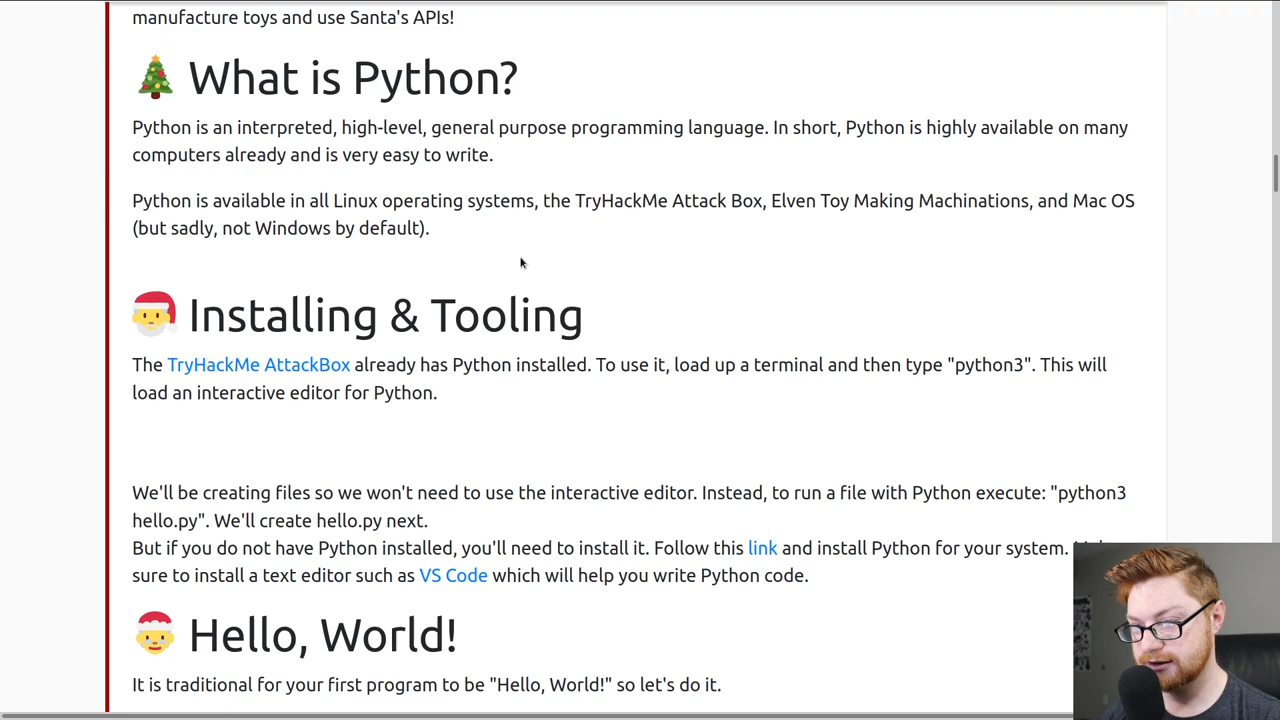 manufacture toys and use Santa's APIs!
What is Python?
Python is an interpreted, high-level, general purpose programming language. In short, Python is highly available on many
computers already and is very easy to write.
Python is available in all Linux operating systems, the TryHackMe Attack Box, Elven Toy Making Machinations, and Mac OS
(but sadly, not Windows by default).
Installing & Tooling
The TryHackMe AttackBox already has Python installed. To use it, load up a terminal and then type "python3". This will
load an interactive editor for Python.
We'll be creating files so we won't need to use the interactive editor. Instead, to run a file with Python execute: "python3
hello.py". We'll create hello.py next.
But if you do not have Python installed, you'll need to install it. Follow this link and install Python for your system.
sure to install a text editor such as VS Code which will help you write Python code.
Hello, World!
It is traditional for your first program to be "Hello, World!" so let's do it.